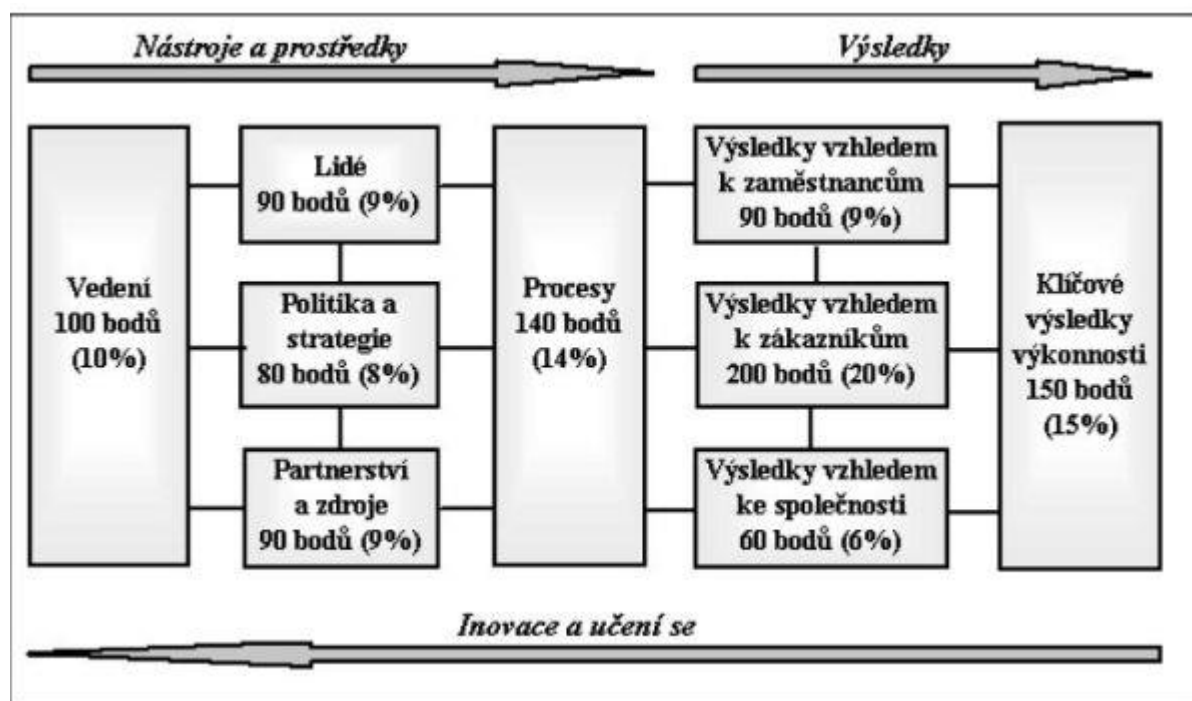 Nástroje a prostředky
Výsledky
Vedení
100 bodů
(10%)
Lidé
90 bodů (9%)
Politika a
strategie
80 bodů (8%)
Partnerství
a zdroje
90 bodů (9%)
Procesy
140 bodů
(14%)
Výsledky vzhledem
k zaměstnancům
90 bodů (9%)
Výsledky vzhledem
k zákazníkům
200 bodů (20%)
Výsledky vzhledem
ke společnosti
60 bodů (6%)
Klíčové
výsledky
výkonnosti
150 bodů
(15%)
Inovace a učení se